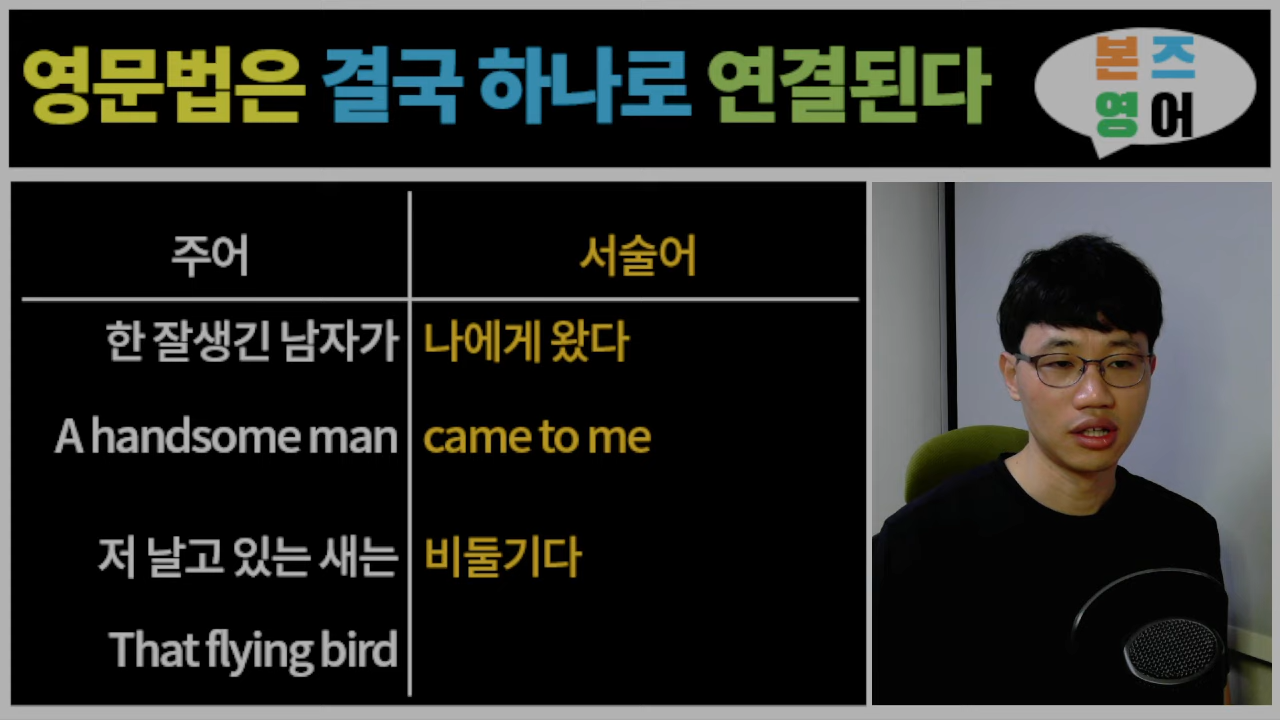 영문법은 결국 하나로 연결된다
본즈
영어
주어 서술어
한 잘생긴 남자가 나에게 왔다
A handsome man came to me
저 날고 있는 새는 비둘기다
That flying bird